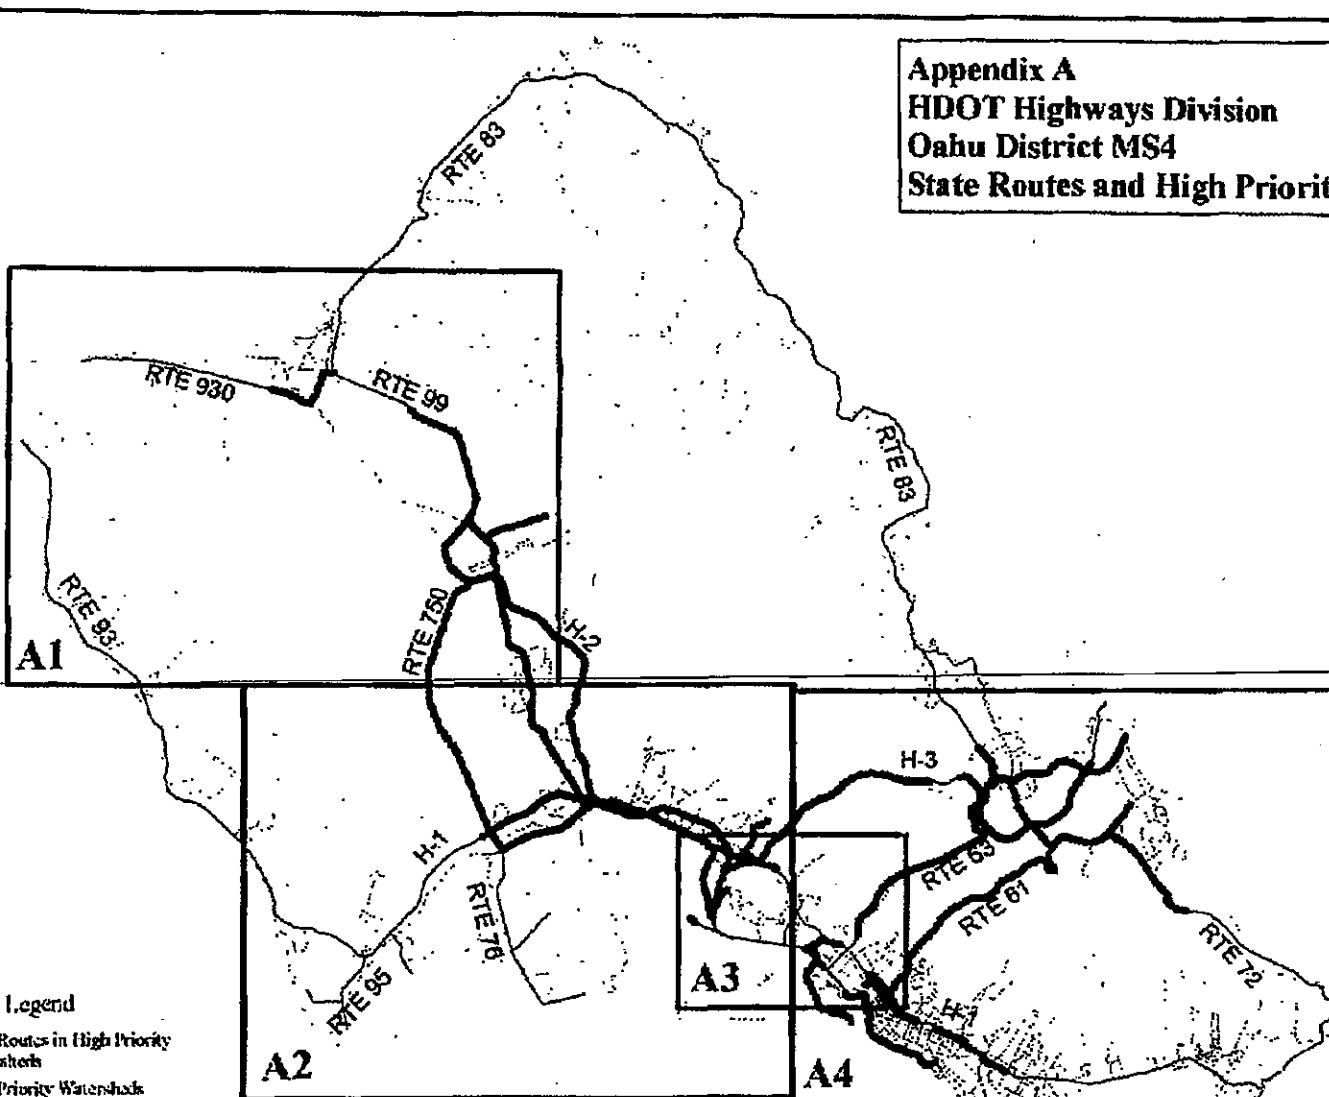 Appendix A
HDOT Highways Division
Oahu District MS4
State Routes and High Priorit
RTE 83
RTE 930
RTE 99
RTE 83
RTE 93
RTE 750
H-2
A1
H-3
H-1
RTE 63
RTE 61
RTE 76
RTE 72
A3
RTE 95
H-1
Legend
Routes in High Priority
sheds
Priority Watersheds
A2
A4